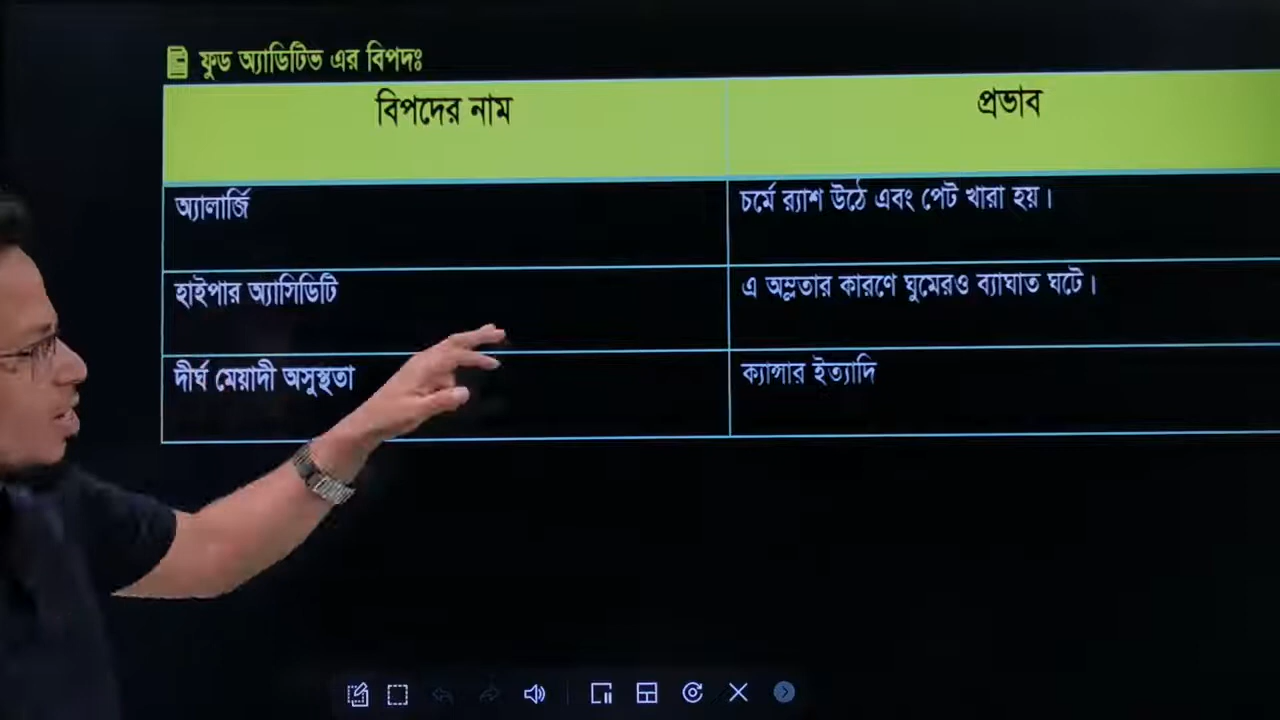 ফুড অ্যাডিটিভ এর বিপদঃ
বিপদের নাম প্রভাব
অ্যালার্জি চর্মে র‍্যাশ উঠে এবং পেট খারা হয়।
হাইপার অ্যাসিডিটি এ অম্লতার কারণে ঘুমেরও ব্যাঘাত ঘটে।
দীর্ঘ মেয়াদী অসুস্থতা ক্যান্সার ইত্যাদি